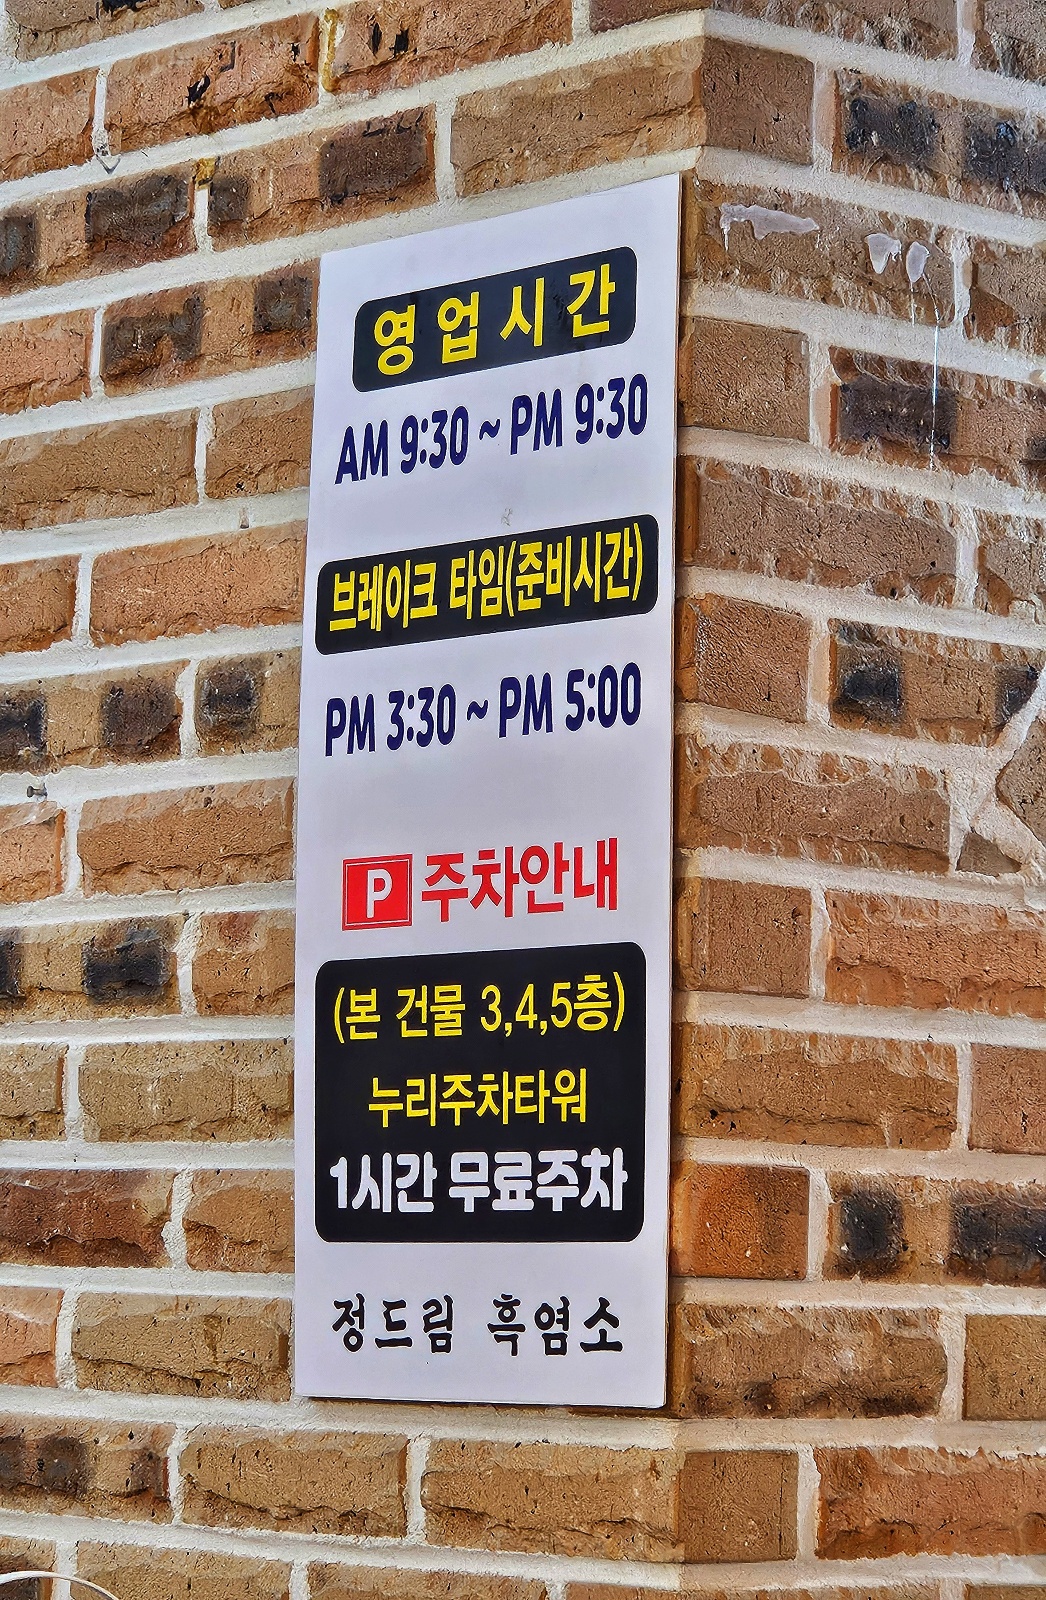 영업시간
AM 9:30 ~ PM 9:30
브레이크 타임(준비시간)
PM 3:30 ~ PM 5:00
P 주차안내
(본 건물 3,4,5층)
누리주차타워
1시간 무료주차
정드림 흑염소